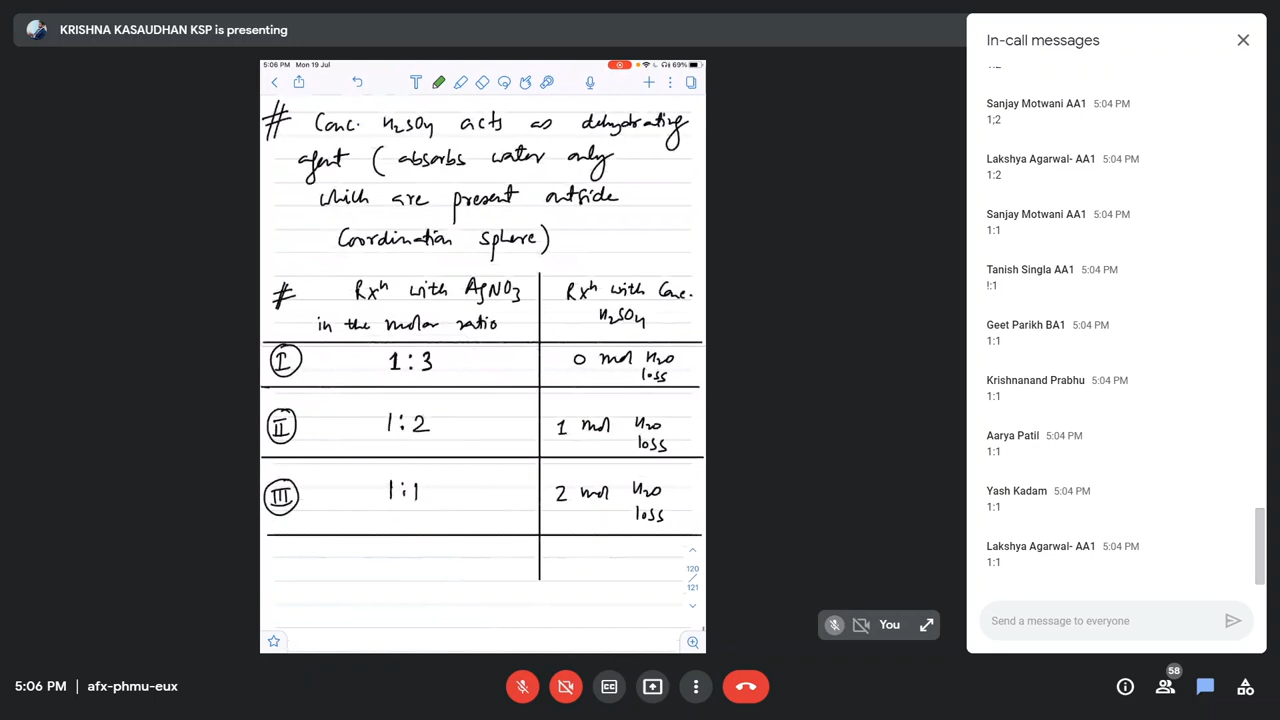 KRISHNA KASAUDHAN KSP is presenting
5:06 PM Mon 19 Jul
69%
T
# Conc. H2SO4 acts as dehydrating
agent ( absorbs water only
which are present outside
Coordination sphere)
# Rxn with AgNO3
in the molar ratio
Rxn with Conc.
H2SO4
I 1:3 0 mol H2O
loss
II 1:2 1 mol H2O
loss
III 1:1 2 mol H2O
loss
120
/
121
You
In-call messages
Sanjay Motwani AA1 5:04 PM
1;2
Lakshya Agarwal- AA1 5:04 PM
1:2
Sanjay Motwani AA1 5:04 PM
1:1
Tanish Singla AA1 5:04 PM
!:1
Geet Parikh BA1 5:04 PM
1:1
Krishnanand Prabhu 5:04 PM
1:1
Aarya Patil 5:04 PM
1:1
Yash Kadam 5:04 PM
1:1
Lakshya Agarwal- AA1 5:04 PM
1:1
Send a message to everyone
5:06 PM | afx-phmu-eux
CC
58